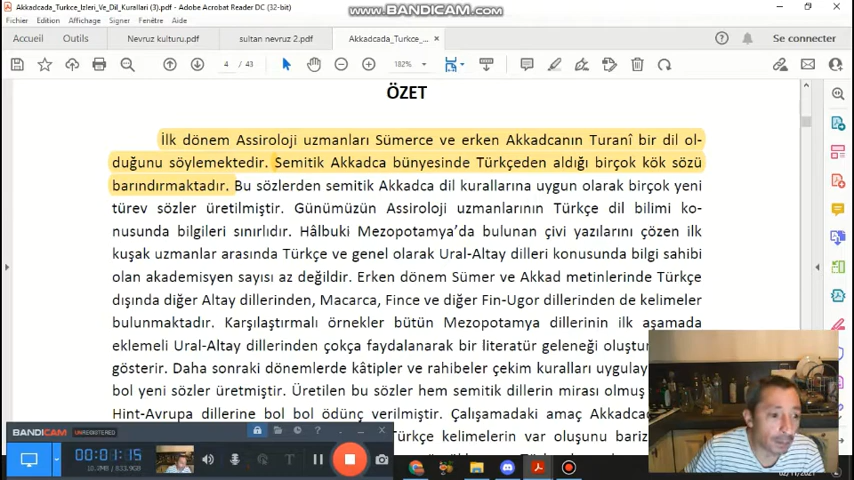 Akkadcada_Turkce_Izleri_Ve_Dil_Kurallari (3).pdf - Adobe Acrobat Reader DC (32-bit)
www.BANDICAM.com
Fichier Edition Affichage Signer Fenêtre Aide
Accueil Outils Nevruz kulturu.pdf sultan nevruz 2.pdf Akkadcada_Turkce_... × Se connecter
4 / 43 182%
ÖZET
İlk dönem Assiroloji uzmanları Sümerce ve erken Akkadcanın Turanî bir dil ol-
duğunu söylemektedir. Semitik Akkadca bünyesinde Türkçeden aldığı birçok kök sözü
barındırmaktadır. Bu sözlerden semitik Akkadca dil kurallarına uygun olarak birçok yeni
türev sözler üretilmiştir. Günümüzün Assiroloji uzmanlarının Türkçe dil bilimi ko-
nusunda bilgileri sınırlıdır. Hâlbuki Mezopotamya’da bulunan çivi yazılarını çözen ilk
kuşak uzmanlar arasında Türkçe ve genel olarak Ural-Altay dilleri konusunda bilgi sahibi
olan akademisyen sayısı az değildir. Erken dönem Sümer ve Akkad metinlerinde Türkçe
dışında diğer Altay dillerinden, Macarca, Fince ve diğer Fin-Ugor dillerinden de kelimeler
bulunmaktadır. Karşılaştırmalı örnekler bütün Mezopotamya dillerinin ilk aşamada
eklemeli Ural-Altay dillerinden çokça faydalanarak bir literatür geleneği
gösterir. Daha sonraki dönemlerde kâtipler ve rahibeler çekim kuralları
bol yeni sözler üretmiştir. Üretilen bu sözler hem semitik dillerin mirası olmuş
Hint-Avrupa dillerine bol bol ödünç verilmiştir. Çalışamadaki amaç
Türkçe kelimelerin var oluşunu
BANDICAM UNREGISTERED
00:01:15
10.7MB / 833.9GB
02/11/2021